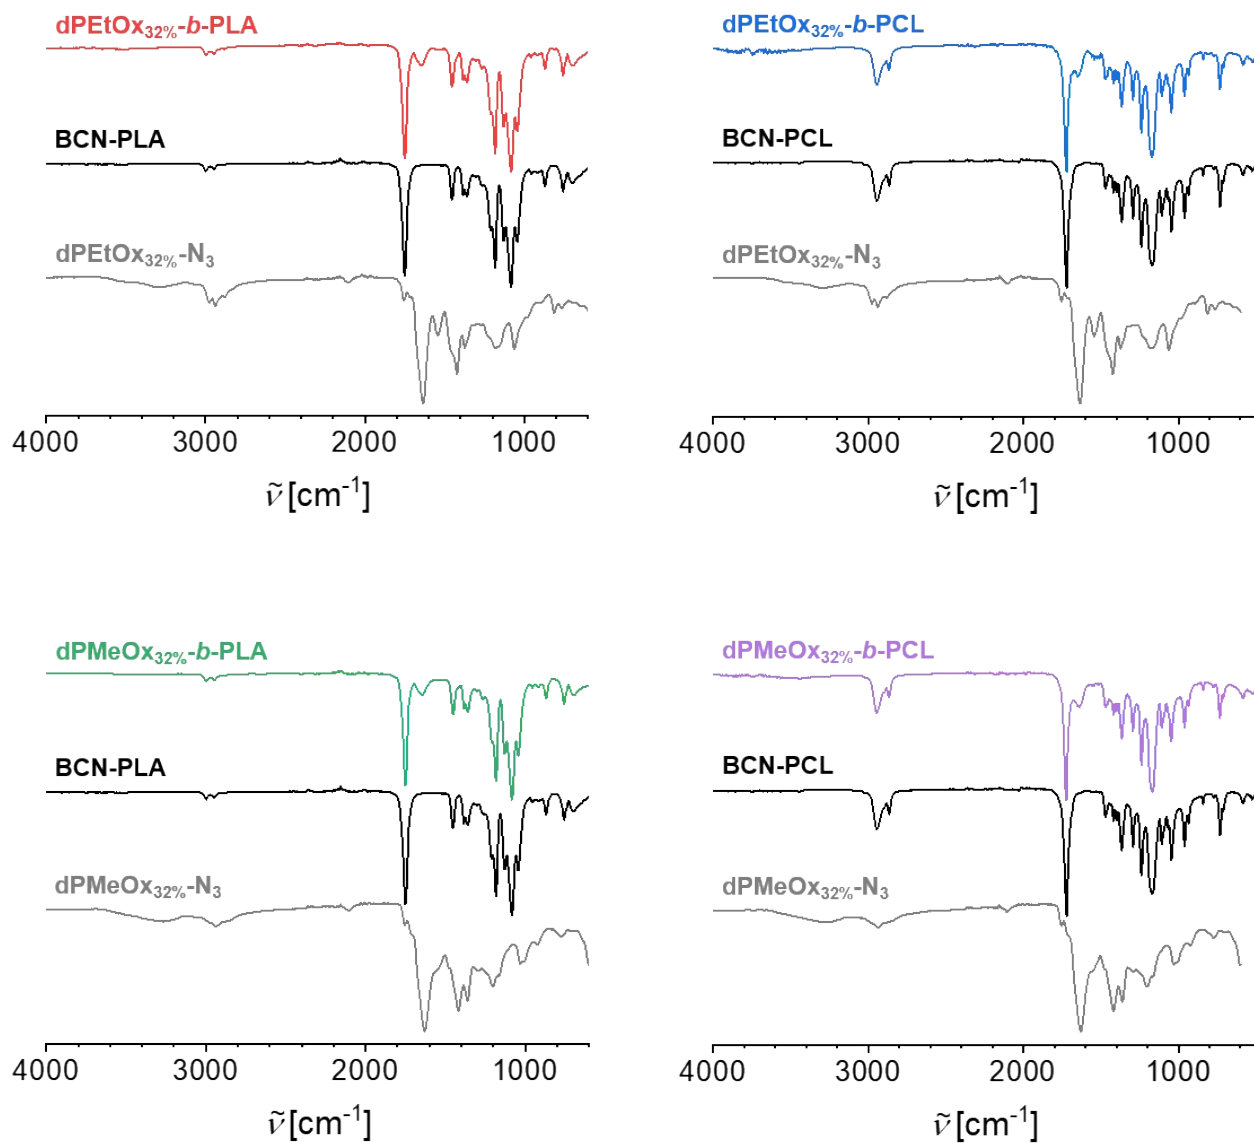 dPEtOx32%-b-PLA
BCN-PLA
dPEtOx32%-N3
4000 3000 2000 1000
ν̃ [cm-1]
dPEtOx32%-b-PCL
BCN-PCL
dPEtOx32%-N3
4000 3000 2000 1000
ν̃ [cm-1]
dPMeOx32%-b-PLA
BCN-PLA
dPMeOx32%-N3
4000 3000 2000 1000
ν̃ [cm-1]
dPMeOx32%-b-PCL
BCN-PCL
dPMeOx32%-N3
4000 3000 2000 1000
ν̃ [cm-1]